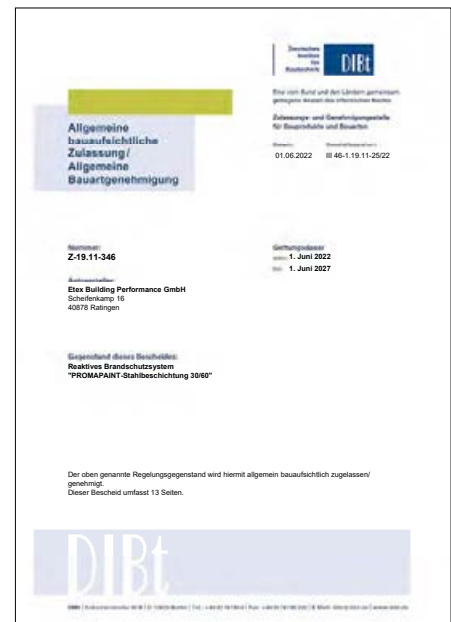 Deutsches
Institut
für
Bautechnik
DIBt
Eine vom Bund und den Ländern gemeinsam
getragene Anstalt des öffentlichen Rechts
Zulassungs- und Genehmigungsstelle
für Bauprodukte und Bauarten
Allgemeine
bauaufsichtliche
Zulassung/
Allgemeine
Bauartgenehmigung
Datum: Geschäftszeichen:
01.06.2022 III 46-1.19.11-25/22
Nummer:
Z-19.11-346
Geltungsdauer
vom: 1. Juni 2022
bis: 1. Juni 2027
Antragsteller:
Etex Building Performance GmbH
Scheifenkamp 16
40878 Ratingen
Gegenstand dieses Bescheides:
Reaktives Brandschutzsystem
"PROMAPAINT-Stahlbeschichtung 30/60"
Der oben genannte Regelungsgegenstand wird hiermit allgemein bauaufsichtlich zugelassen/
genehmigt.
Dieser Bescheid umfasst 13 Seiten.
DIBt